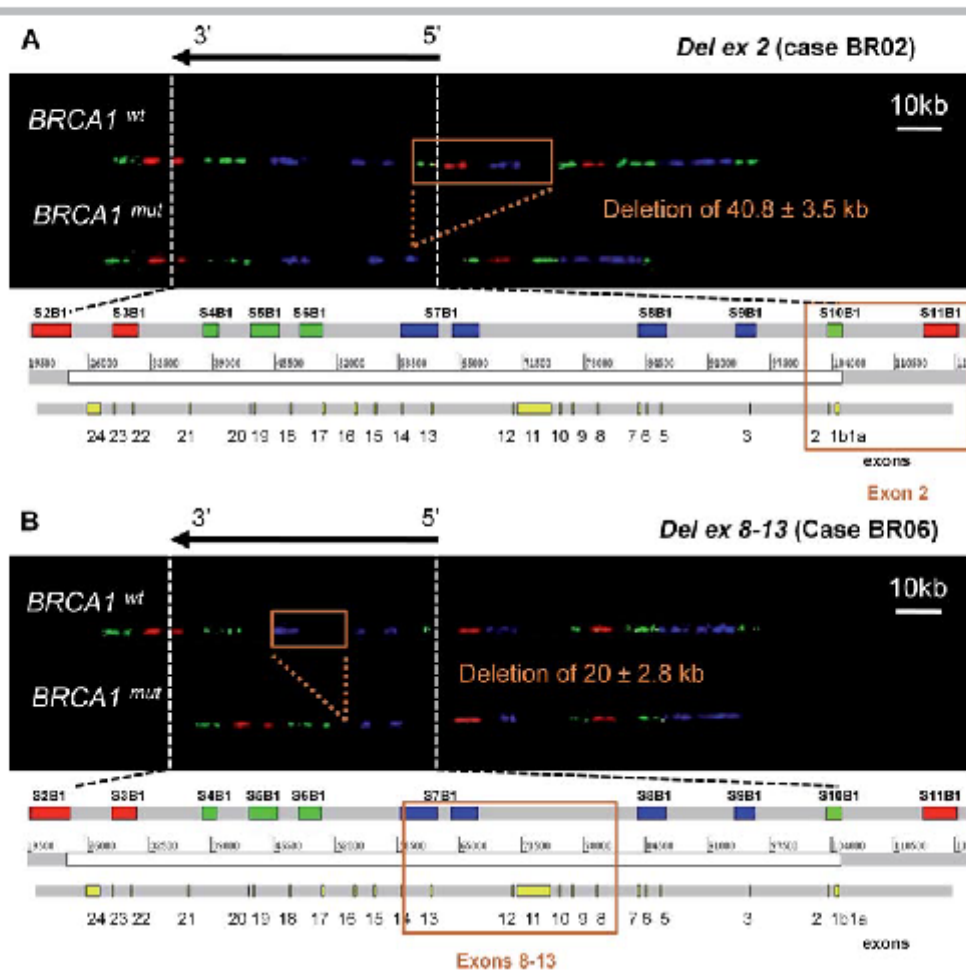 A
3' 5'
Del ex 2 (case BR02)
BRCA1 wt
10kb
BRCA1 mut
Deletion of 40.8 ± 3.5 kb
S2B1 S3B1 S4B1 S5B1 S6B1 S7B1 S8B1 S9B1 S10B1 S11B1
24 23 22 21 20 19 18 17 16 15 14 13 12 11 10 9 8 7 6 5 3 2 1b1a
exons
Exon 2
B
3' 5'
Del ex 8-13 (Case BR06)
BRCA1 wt
10kb
BRCA1 mut
Deletion of 20 ± 2.8 kb
S2B1 S3B1 S4B1 S5B1 S6B1 S7B1 S8B1 S9B1 S10B1 S11B1
24 23 22 21 20 19 18 17 16 15 14 13 12 11 10 9 8 7 6 5 3 2 1b1a
exons
Exons 8-13